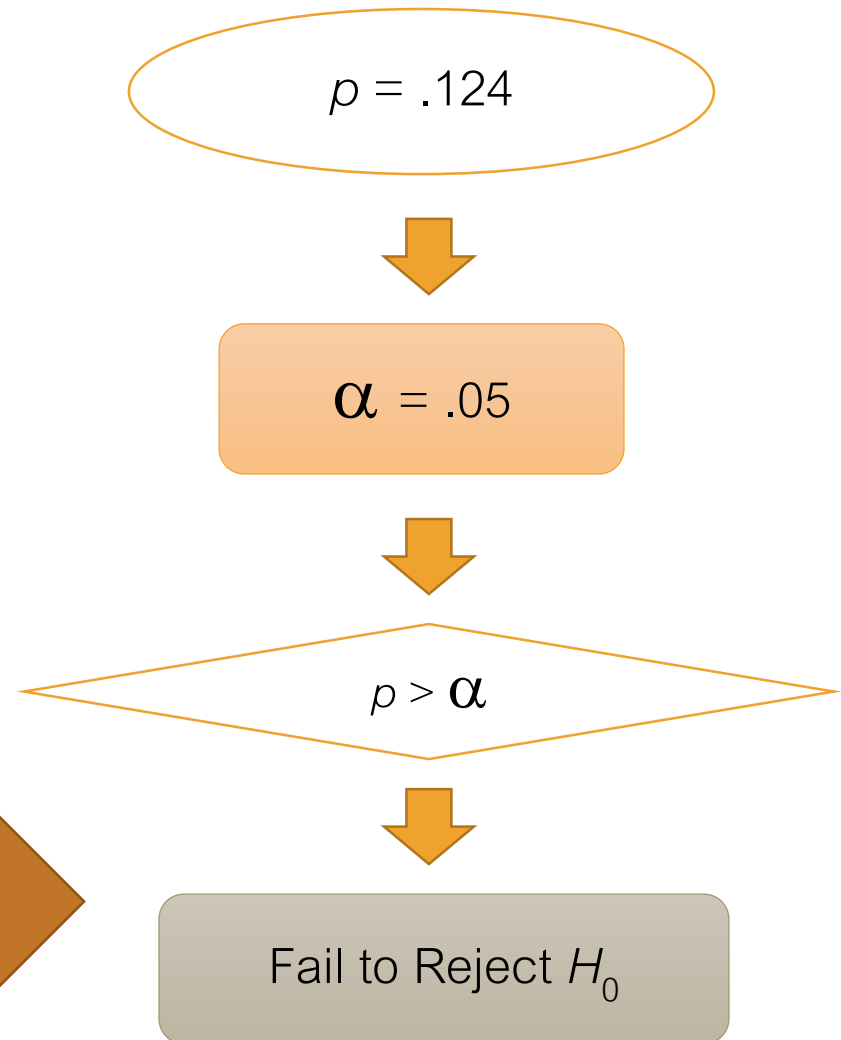 p = .124
α = .05
p > α
Fail to Reject H₀